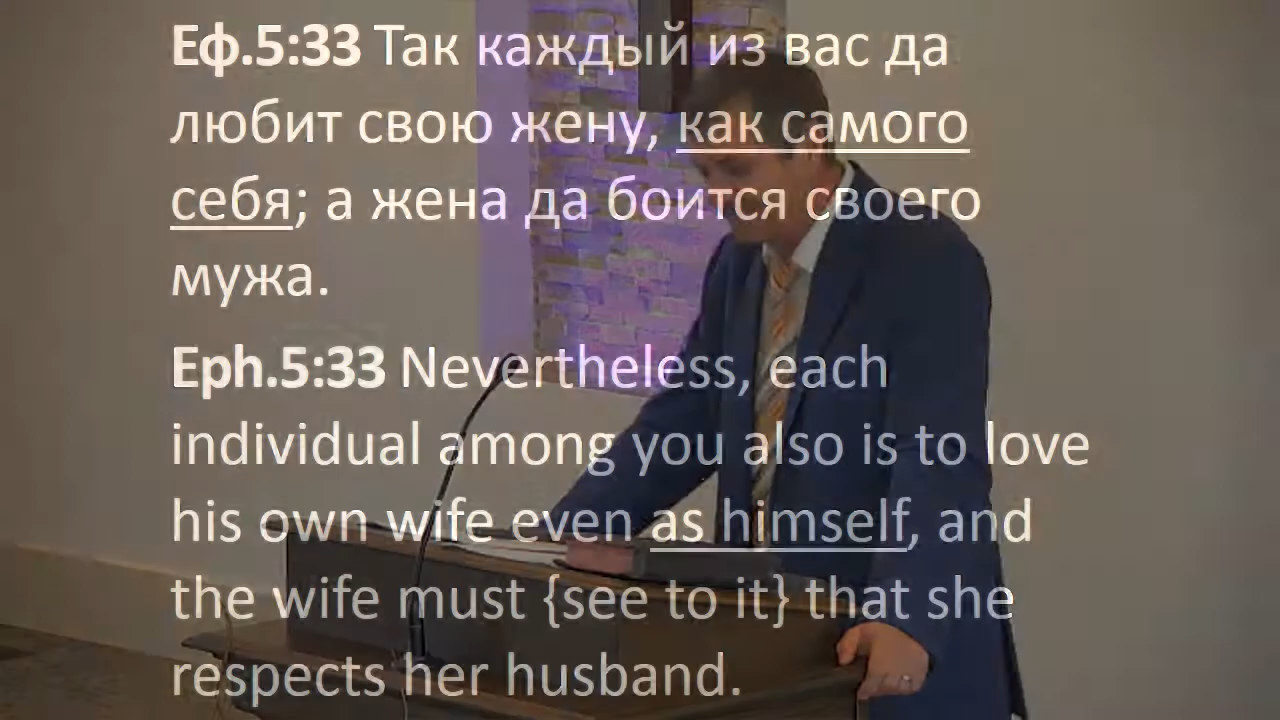 Еф.5:33 Так каждый из вас да
любит свою жену, как самого
себя; а жена да боится своего
мужа.
Eph.5:33 Nevertheless, each
individual among you also is to love
his own wife even as himself, and
the wife must {see to it} that she
respects her husband.